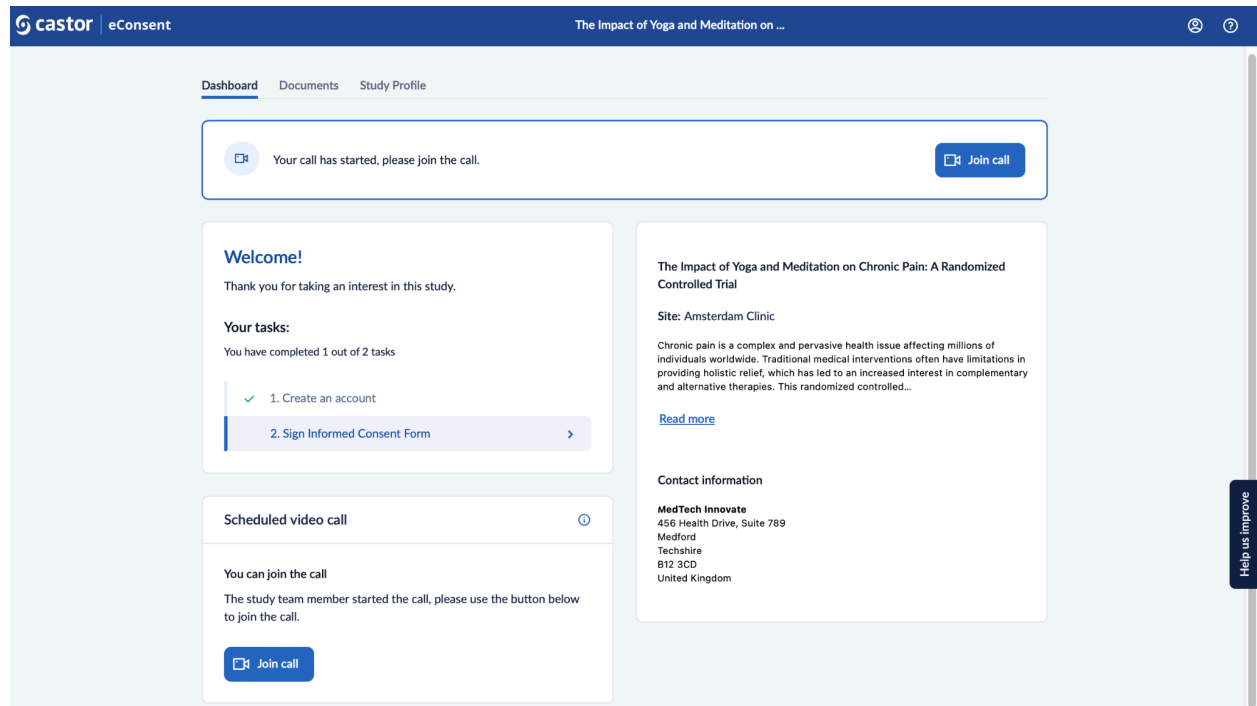 castor eConsent
The Impact of Yoga and Meditation on ...
Dashboard Documents Study Profile
Your call has started, please join the call.
Join call
Welcome!
Thank you for taking an interest in this study.
Your tasks:
You have completed 1 out of 2 tasks
1. Create an account
2. Sign Informed Consent Form
Scheduled video call
You can join the call
The study team member started the call, please use the button below
to join the call.
Join call
The Impact of Yoga and Meditation on Chronic Pain: A Randomized
Controlled Trial
Site: Amsterdam Clinic
Chronic pain is a complex and pervasive health issue affecting millions of
individuals worldwide. Traditional medical interventions often have limitations in
providing holistic relief, which has led to an increased interest in complementary
and alternative therapies. This randomized controlled...
Read more
Contact information
MedTech Innovate
456 Health Drive, Suite 789
Medford
Techshire
B12 3CD
United Kingdom
Help us improve